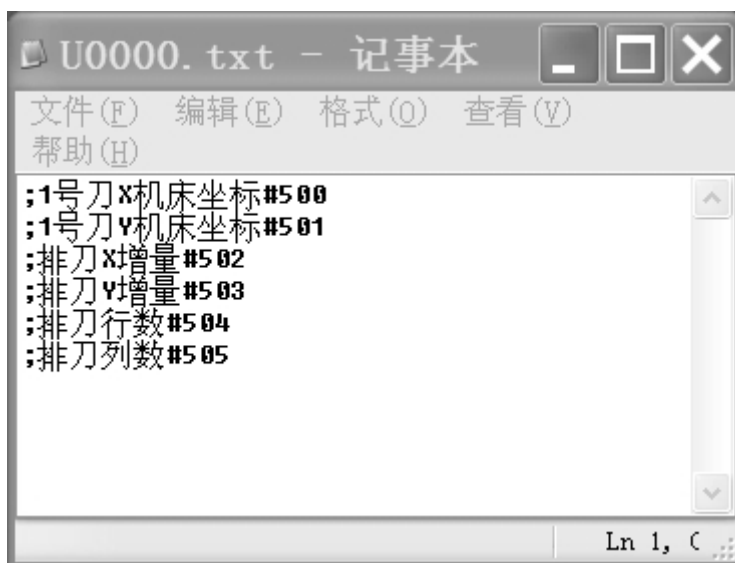 U0000.txt - 记事本
文件(F) 编辑(E) 格式(O) 查看(V)
帮助(H)
;1号刀X机床坐标#500
;1号刀Y机床坐标#501
;排刀X增量#502
;排刀Y增量#503
;排刀行数#504
;排刀列数#505
Ln 1,